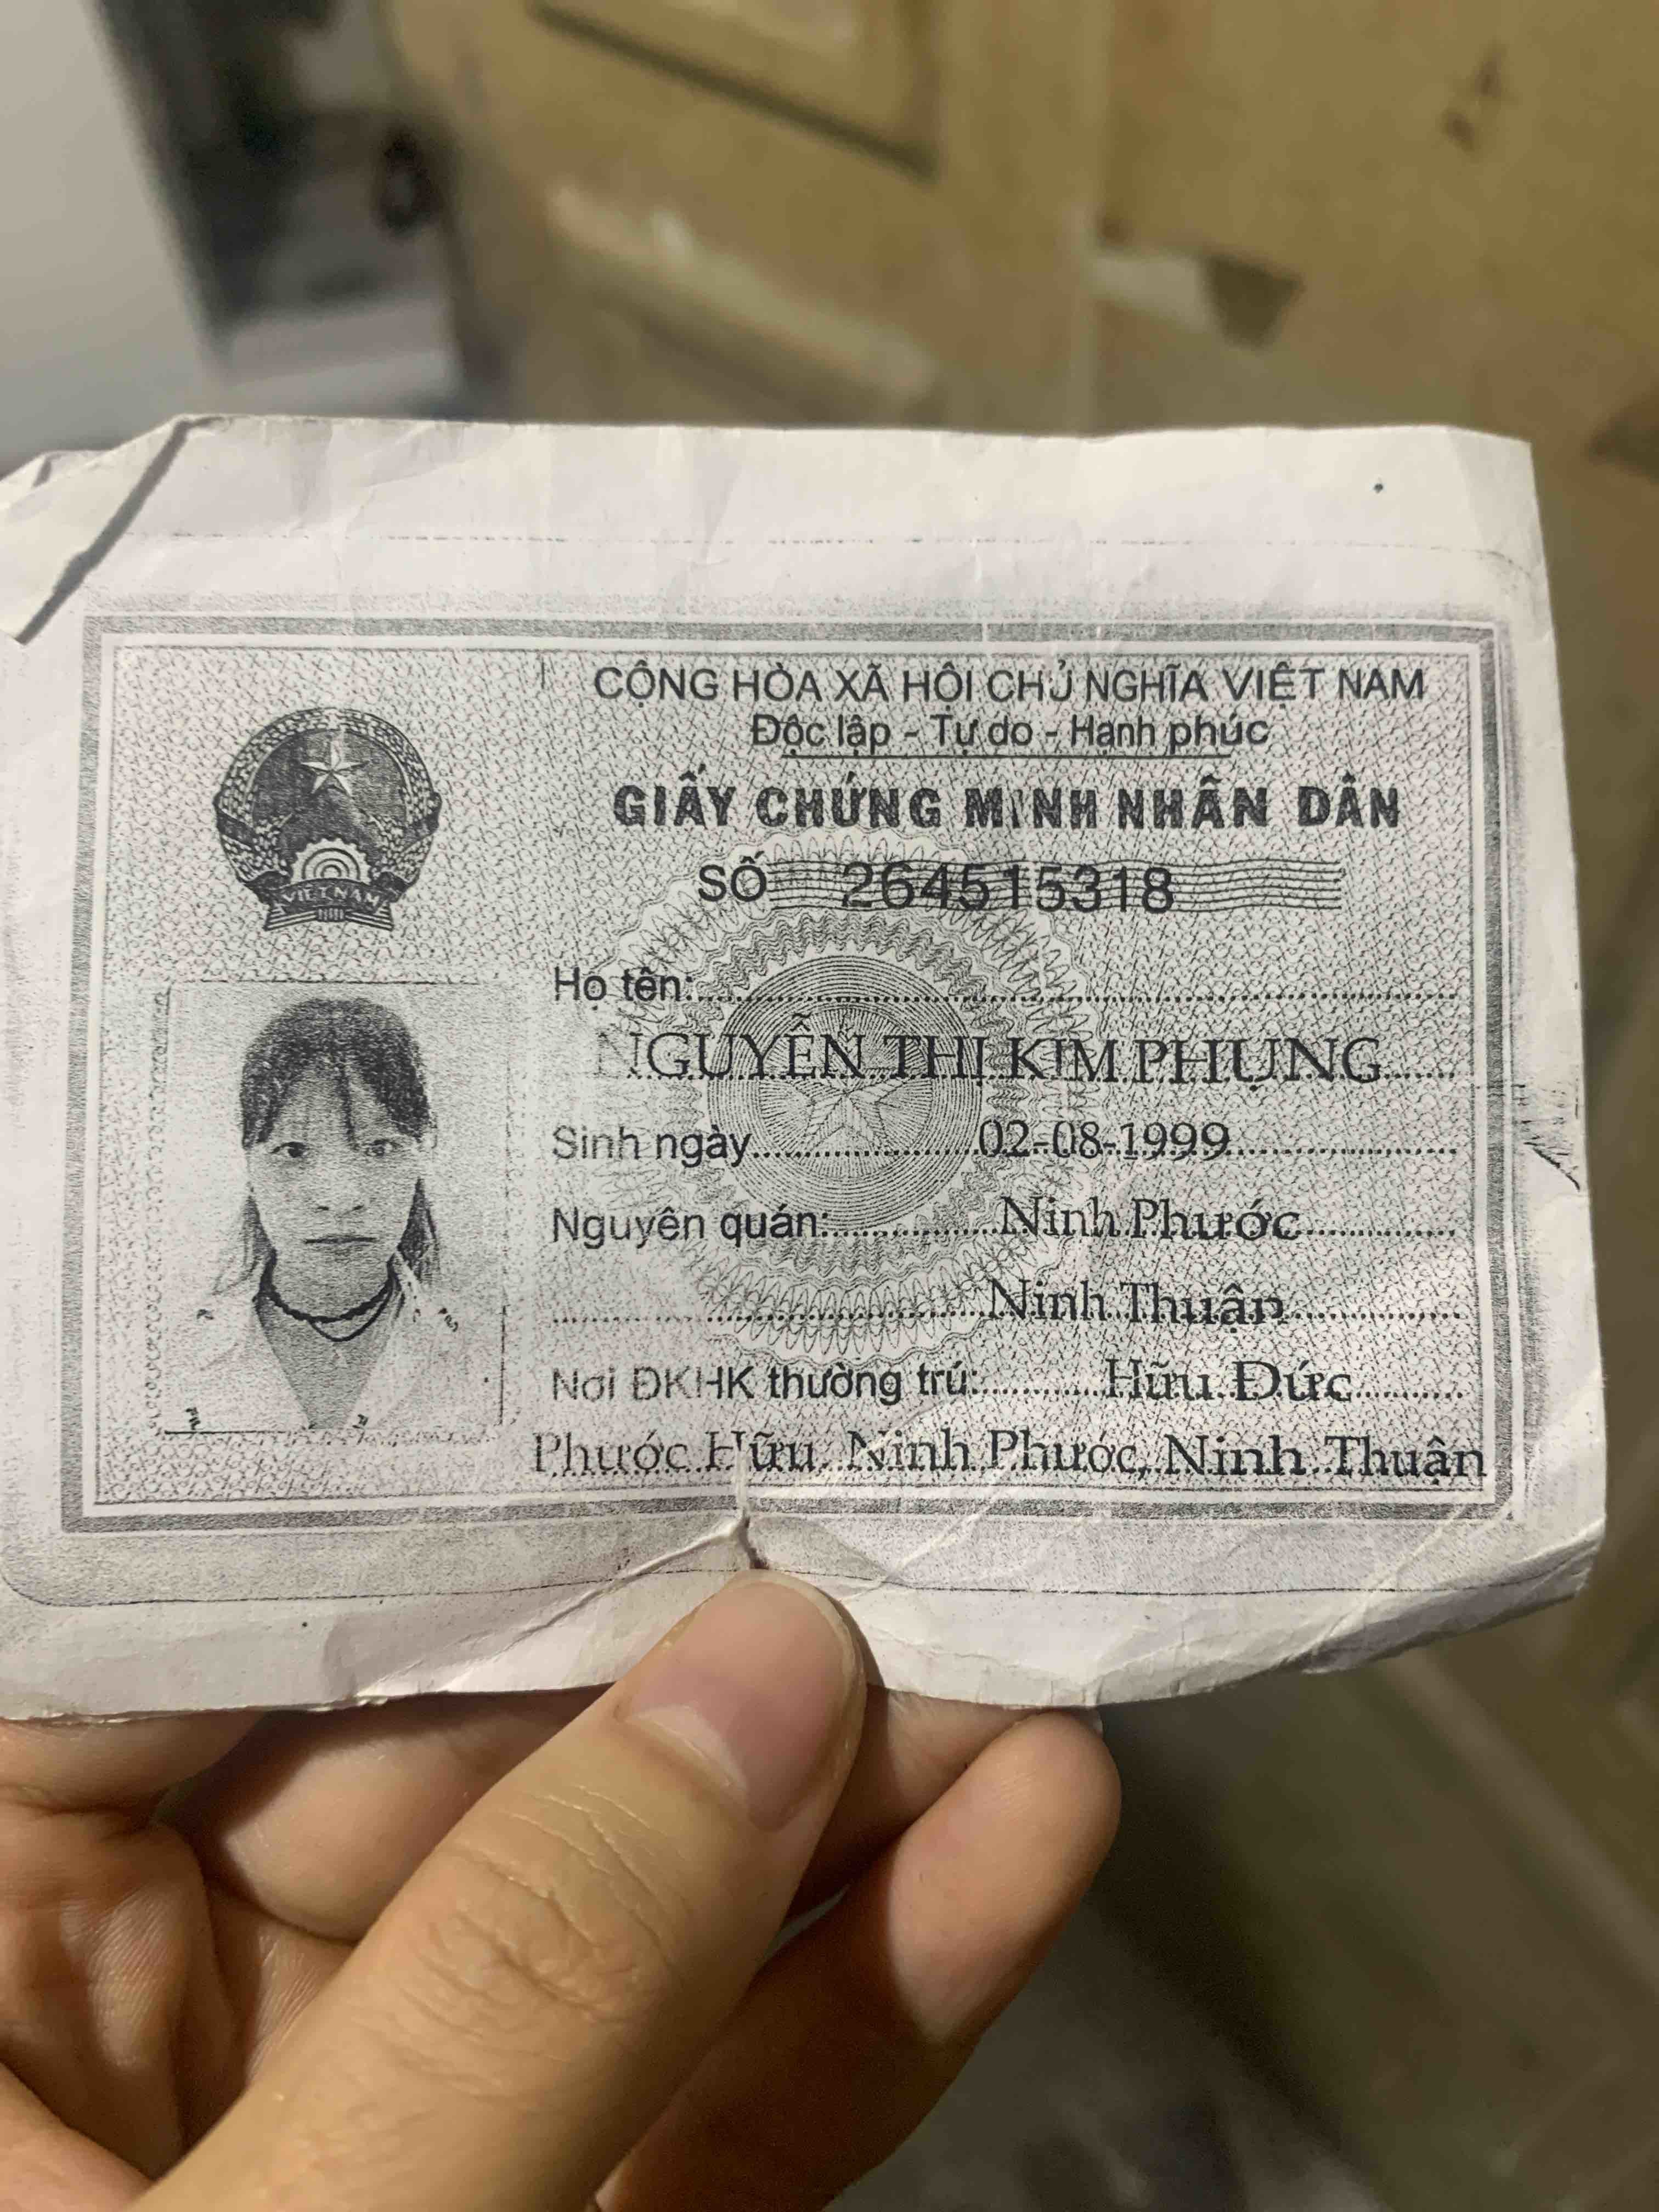 CỘNG HÒA XÃ HỘI CHỦ NGHĨA VIỆT NAM
Độc lập - Tự do - Hạnh phúc
GIẤY CHỨNG MINH NHÂN DÂN
SỐ 264515318
VIỆT NAM
Họ tên:
NGUYỄN THỊ KIM PHỤNG
Sinh ngày 02-08-1999
Nguyên quán: Ninh Phước
Ninh Thuận
Nơi ĐKHK thường trú: Hữu Đức
Phước Hữu, Ninh Phước, Ninh Thuận